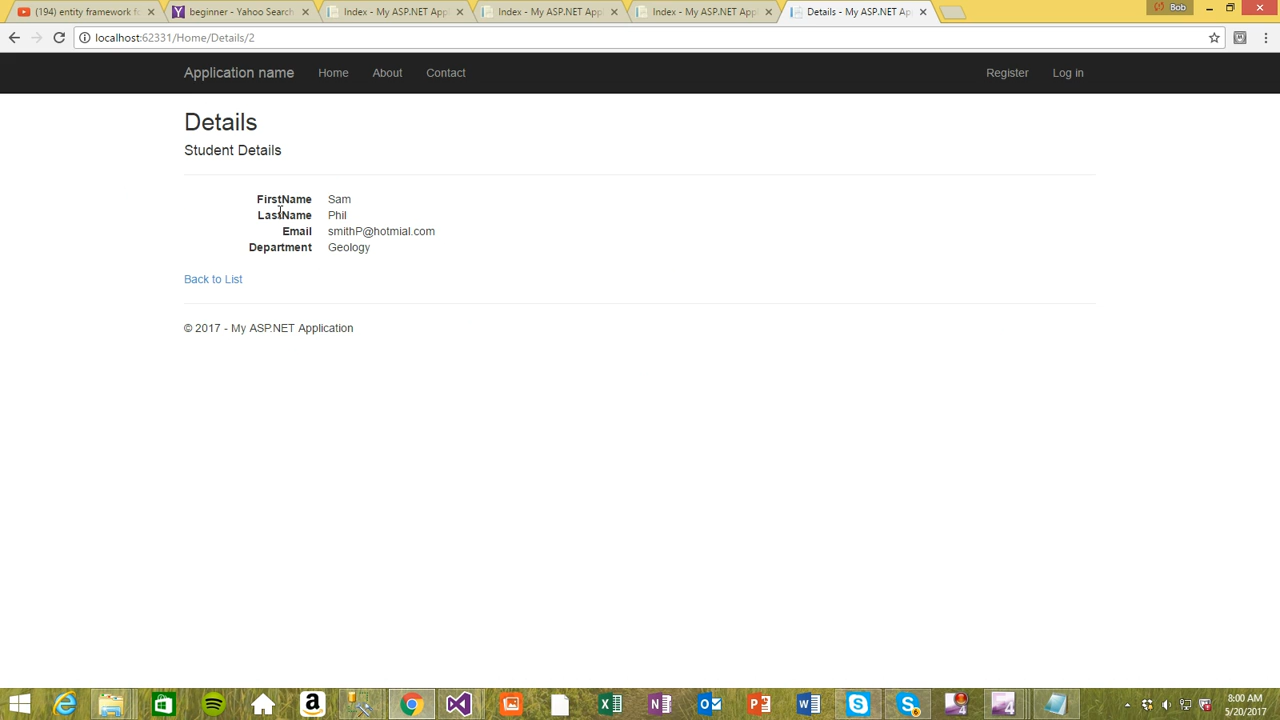 (194) entity framework fo
beginner - Yahoo Search
Index - My ASP.NET App
Index - My ASP.NET App
Index - My ASP.NET App
Details - My ASP.NET Ap
Bob
localhost:62331/Home/Details/2
Application name Home About Contact Register Log in
Details
Student Details
FirstName Sam
LastName Phil
Email smithP@hotmial.com
Department Geology
Back to List
© 2017 - My ASP.NET Application
8:00 AM
5/20/2017